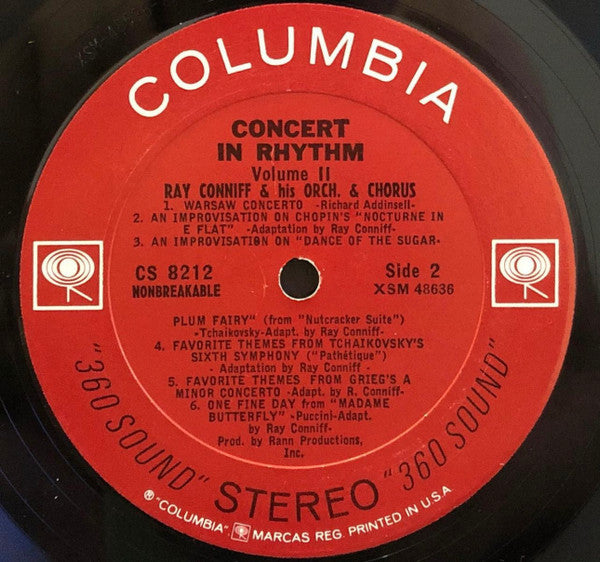 COLUMBIA
CONCERT
IN RHYTHM
Volume II
RAY CONNIFF & his ORCH. & CHORUS
1. WARSAW CONCERTO -Richard Addinsell-
2. AN IMPROVISATION ON CHOPIN'S "NOCTURNE IN
E FLAT" -Adaptation by Ray Conniff-
3. AN IMPROVISATION ON "DANCE OF THE SUGAR-
CS 8212
NONBREAKABLE
Side 2
XSM 48636
PLUM FAIRY" (from "Nutcracker Suite")
-Tchaikovsky-Adapt. by Ray Conniff-
4. FAVORITE THEMES FROM TCHAIKOVSKY'S
SIXTH SYMPHONY ("Pathétique")
- Adaptation by Ray Conniff -
5. FAVORITE THEMES FROM GRIEG'S A
MINOR CONCERTO -Adapt. by R. Conniff-
6. ONE FINE DAY from "MADAME
BUTTERFLY" -Puccini-Adapt.
by Ray Conniff-
Prod. by Rann Productions,
Inc.
"360 SOUND" STEREO "360 SOUND"
® "COLUMBIA" MARCAS REG. PRINTED IN U.S.A